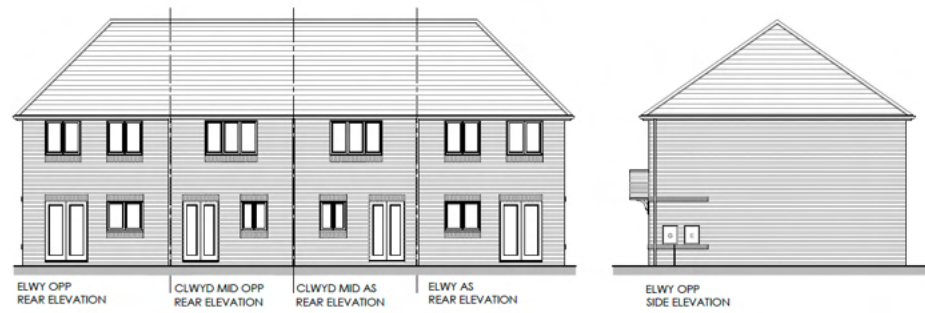 ELWY OPP
REAR ELEVATION
CLWYD MID OPP
REAR ELEVATION
CLWYD MID AS
REAR ELEVATION
ELWY AS
REAR ELEVATION
ELWY OPP
SIDE ELEVATION